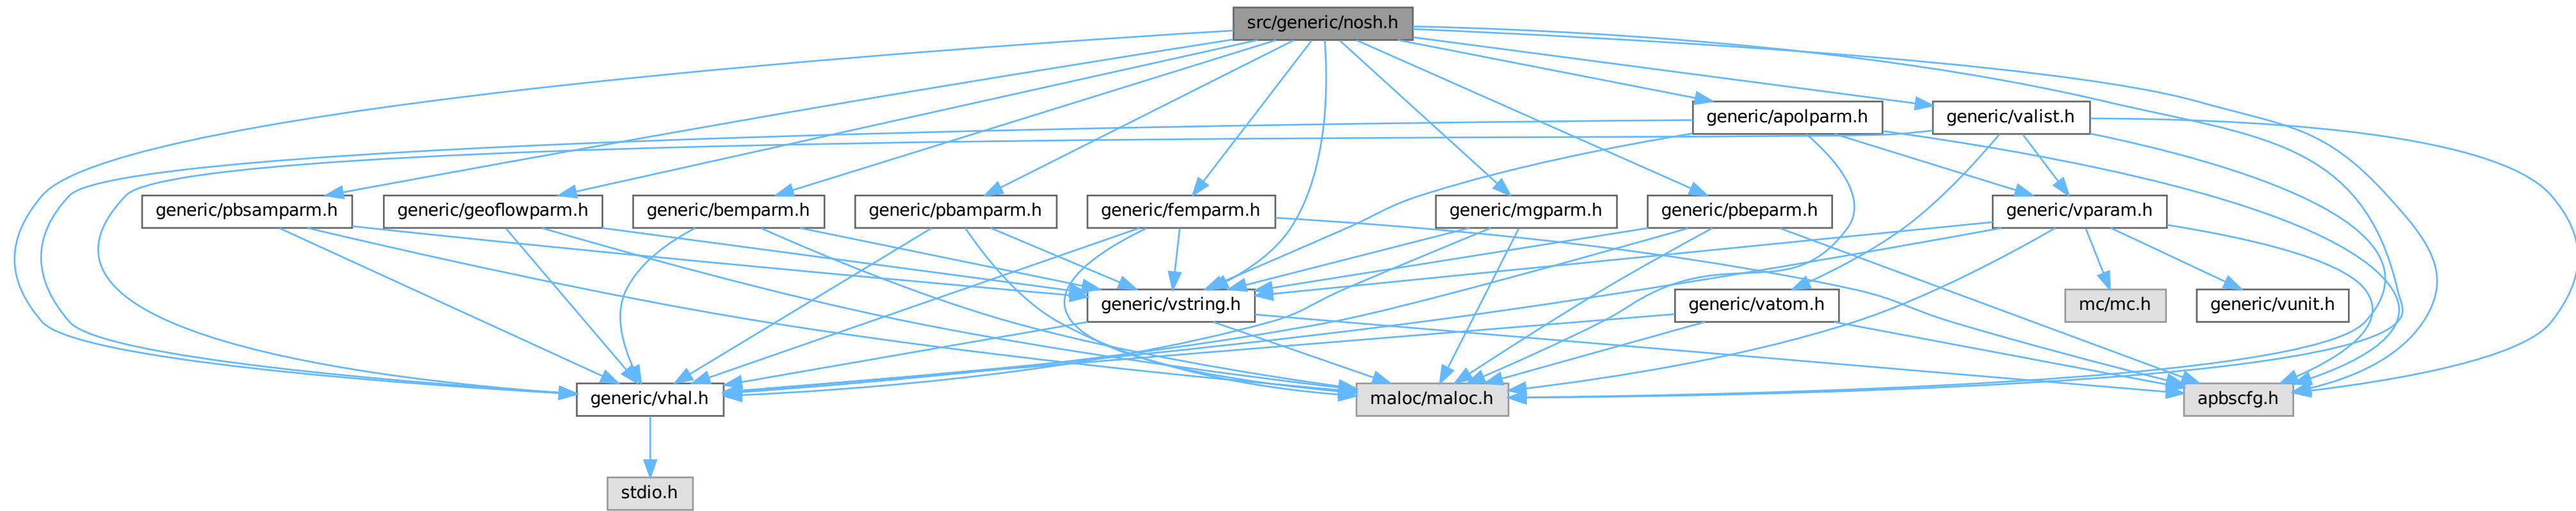 src/generic/nosh.h
generic/apolparm.h
generic/valist.h
generic/pbsamparm.h
generic/geoflowparm.h
generic/bemparm.h
generic/pbamparm.h
generic/femparm.h
generic/mgparm.h
generic/pbeparm.h
generic/vparam.h
generic/vstring.h
generic/vatom.h
mc/mc.h
generic/vunit.h
generic/vhal.h
maloc/maloc.h
apbscfg.h
stdio.h